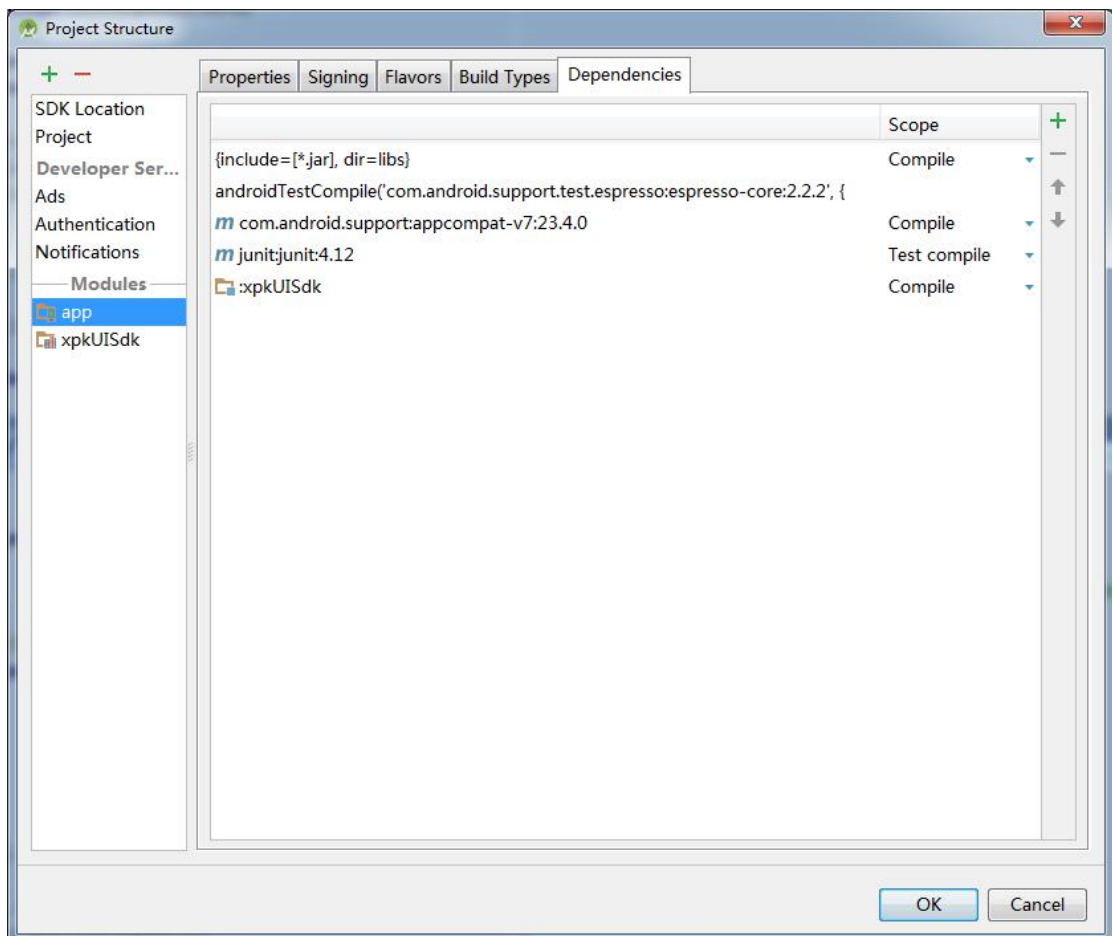 Project Structure
SDK Location
Project
Developer Ser...
Ads
Authentication
Notifications
Modules
app
xpkUISdk
Properties Signing Flavors Build Types Dependencies
Scope
{include=[*.jar], dir=libs} Compile
androidTestCompile('com.android.support.test.espresso:espresso-core:2.2.2', {
m com.android.support:appcompat-v7:23.4.0 Compile
m junit:junit:4.12 Test compile
:xpkUISdk Compile
OK Cancel